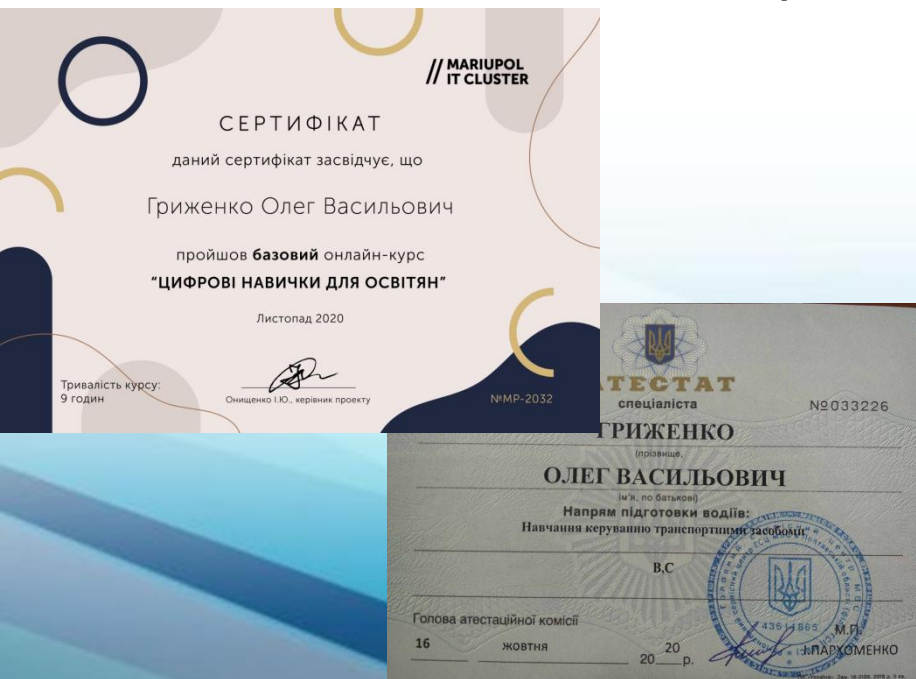 // MARIUPOL
IT CLUSTER
СЕРТИФІКАТ
даний сертифікат засвідчує, що
Гриженко Олег Васильович
пройшов базовий онлайн-курс
"ЦИФРОВІ НАВИЧКИ ДЛЯ ОСВІТЯН"
Листопад 2020
Тривалість курсу:
9 годин
Онищенко І.Ю., керівник проекту
№МР-2032
АТЕСТАТ
спеціаліста
№033226
ГРИЖЕНКО
(прізвище,
ОЛЕГ ВАСИЛЬОВИЧ
ім'я, по батькові)
Напрям підготовки водіїв:
Навчання керуванню транспортними засобоміі
В,С
Голова атестаційної комісії
43611865
М.П.
16 жовтня 20 20 р.
ПАРХОМЕНКО